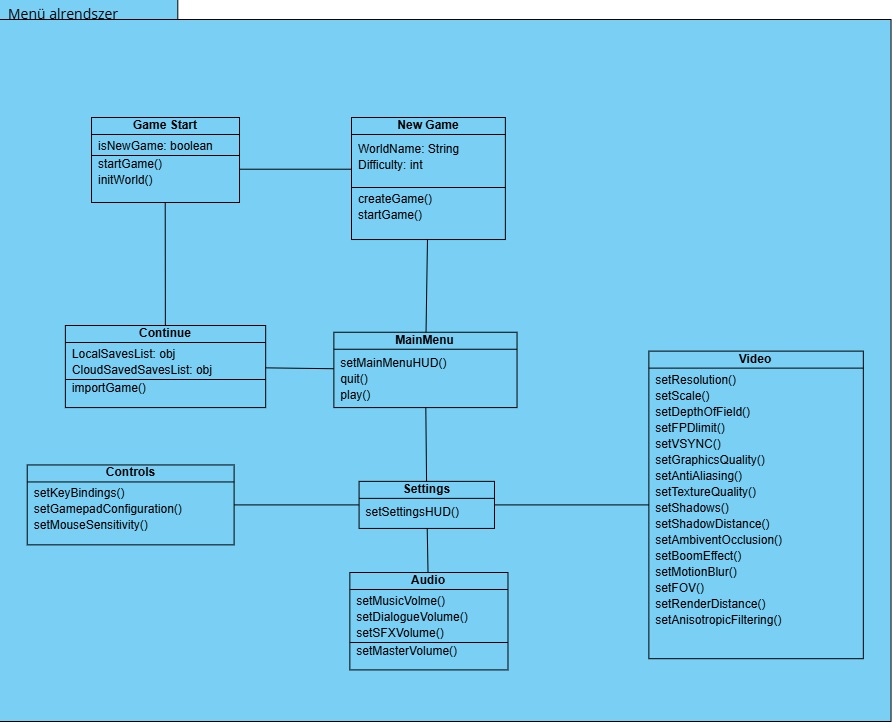 Menü alrendszer
Game Start
isNewGame: boolean
startGame()
initWorld()
New Game
WorldName: String
Difficulty: int
createGame()
startGame()
Continue
LocalSavesList: obj
CloudSavedSavesList: obj
importGame()
MainMenu
setMainMenuHUD()
quit()
play()
Video
setResolution()
setScale()
setDepthOfField()
setFPDlimit()
setVSYNC()
setGraphicsQuality()
setAntiAliasing()
setTextureQuality()
setShadows()
setShadowDistance()
setAmbiventOcclusion()
setBoomEffect()
setMotionBlur()
setFOV()
setRenderDistance()
setAnisotropicFiltering()
Controls
setKeyBindings()
setGamepadConfiguration()
setMouseSensitivity()
Settings
setSettingsHUD()
Audio
setMusicVolme()
setDialogueVolume()
setSFXVolume()
setMasterVolume()